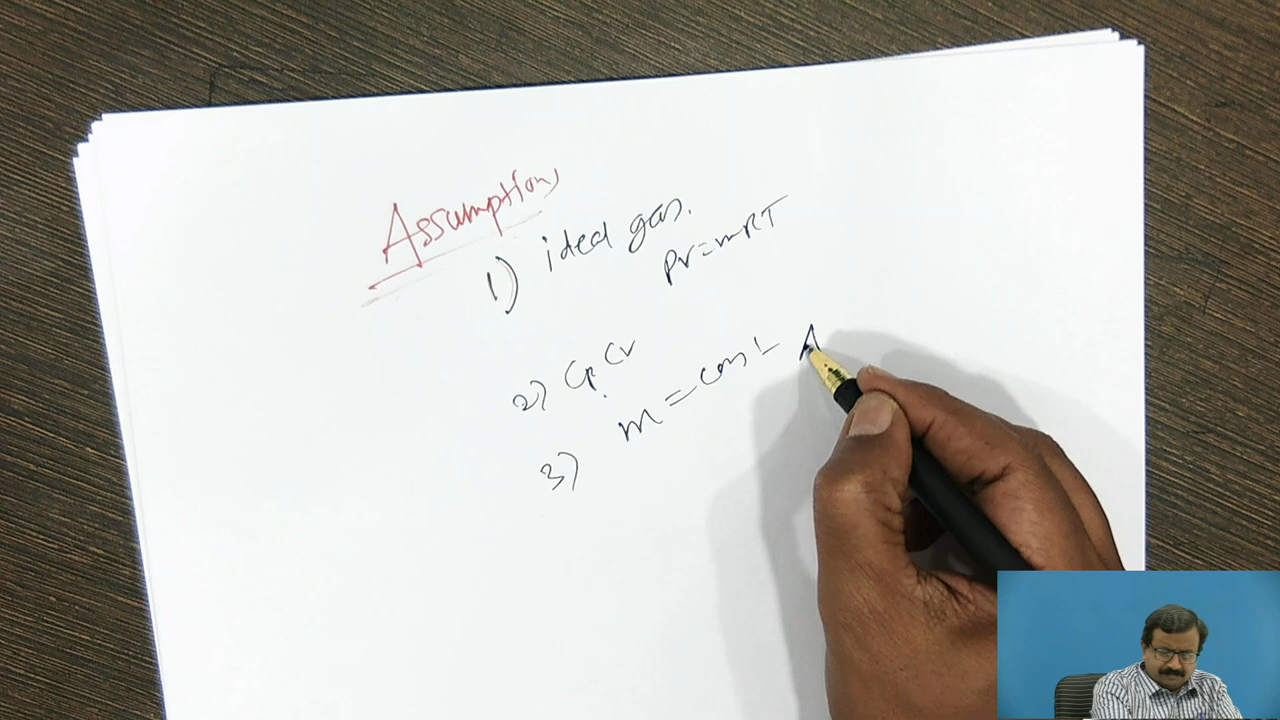 Assumptions
1) ideal gas.
PV=mRT
2) Cp Cv
3) m = const A